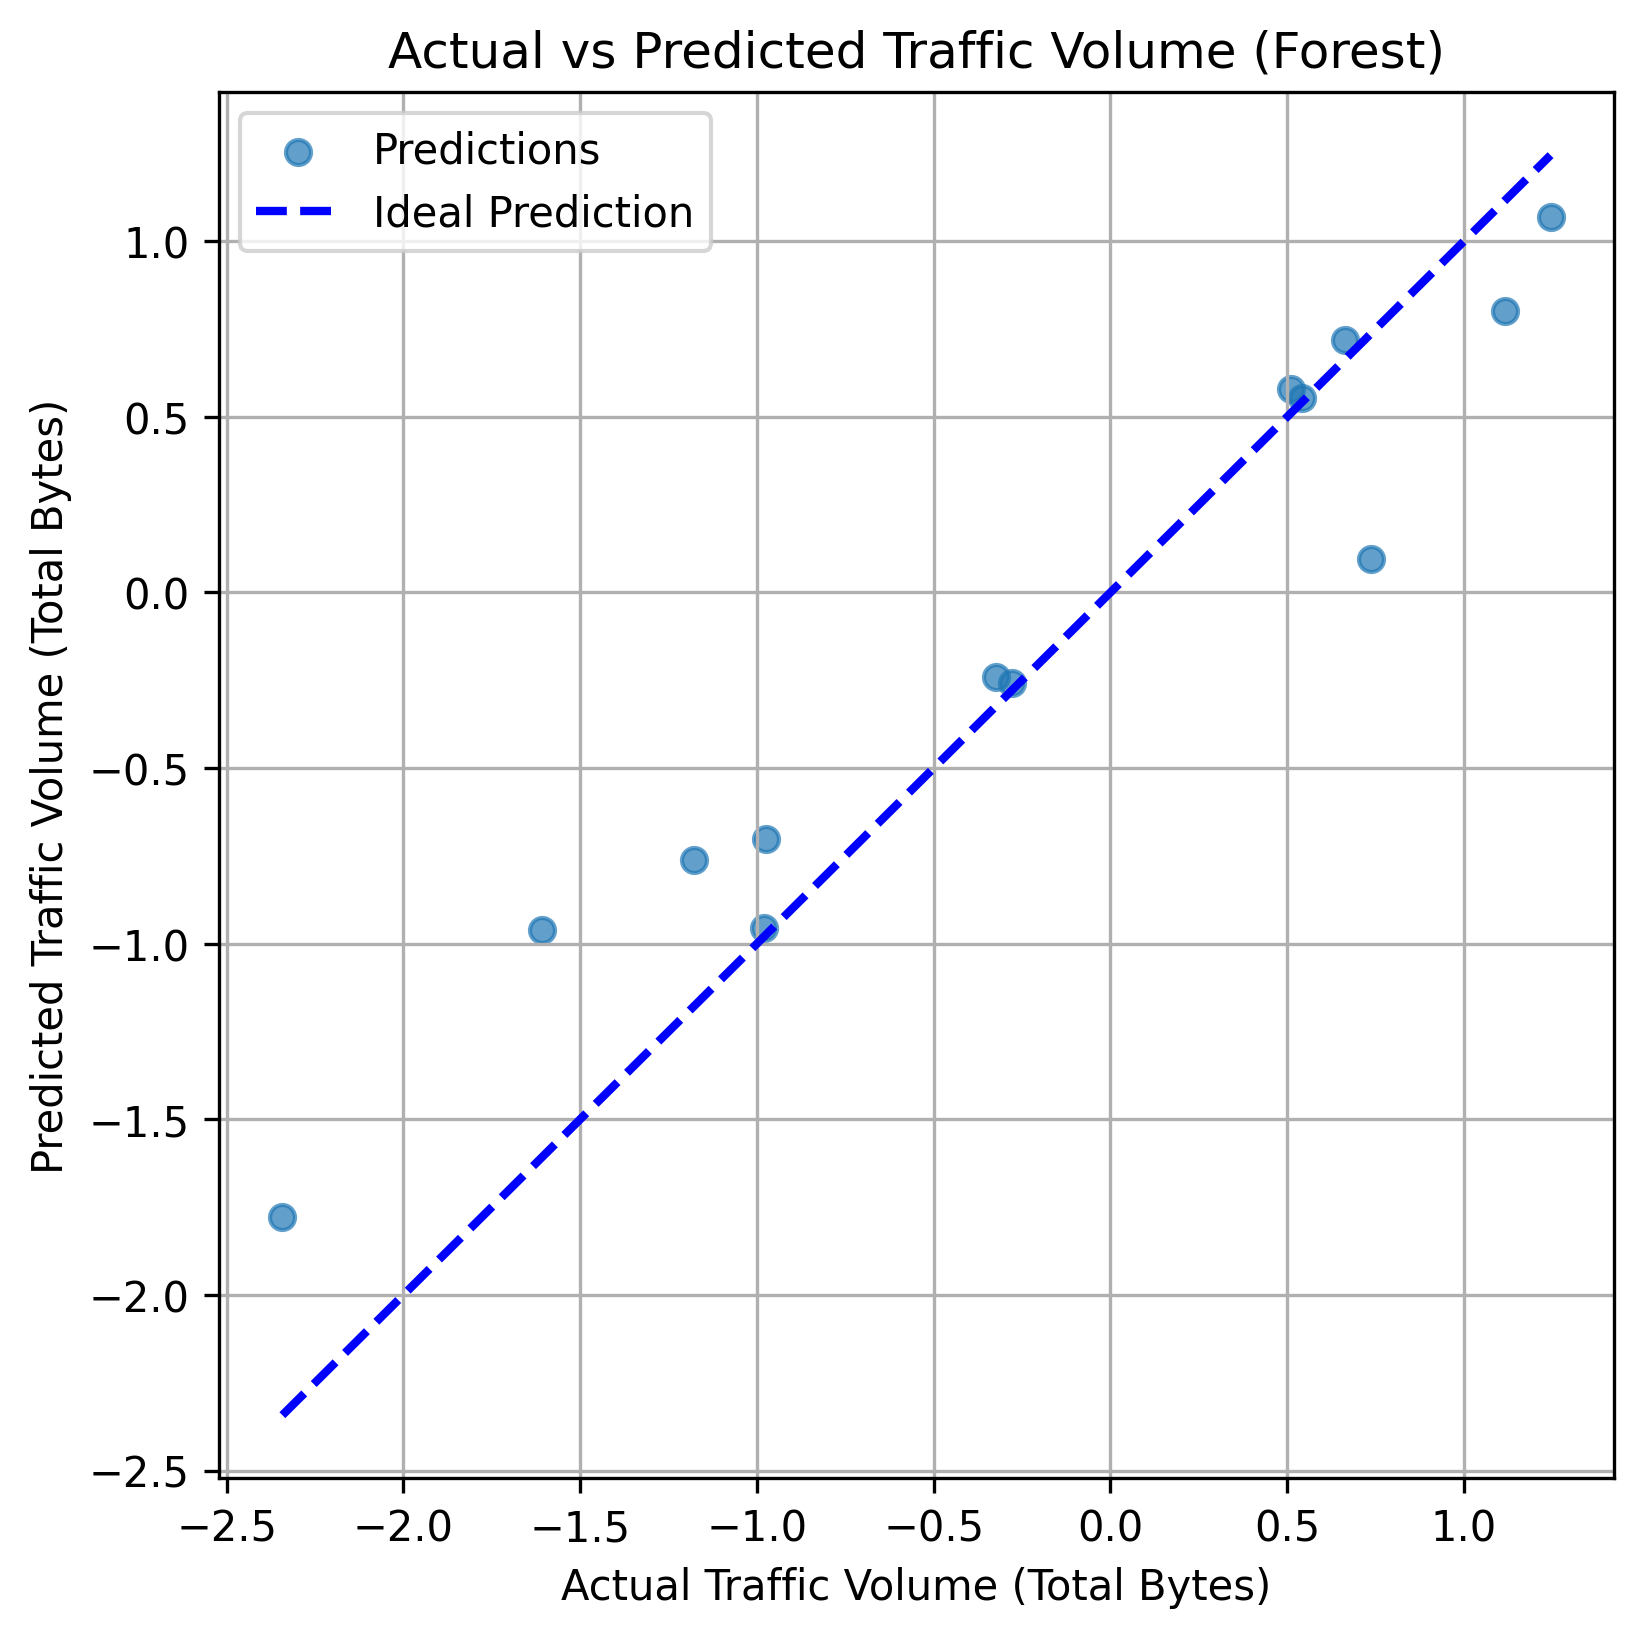 Actual vs Predicted Traffic Volume (Forest)
Predictions
Ideal Prediction
Predicted Traffic Volume (Total Bytes)
1.0
0.5
0.0
−0.5
−1.0
−1.5
−2.0
−2.5
−2.5 −2.0 −1.5 −1.0 −0.5 0.0 0.5 1.0
Actual Traffic Volume (Total Bytes)